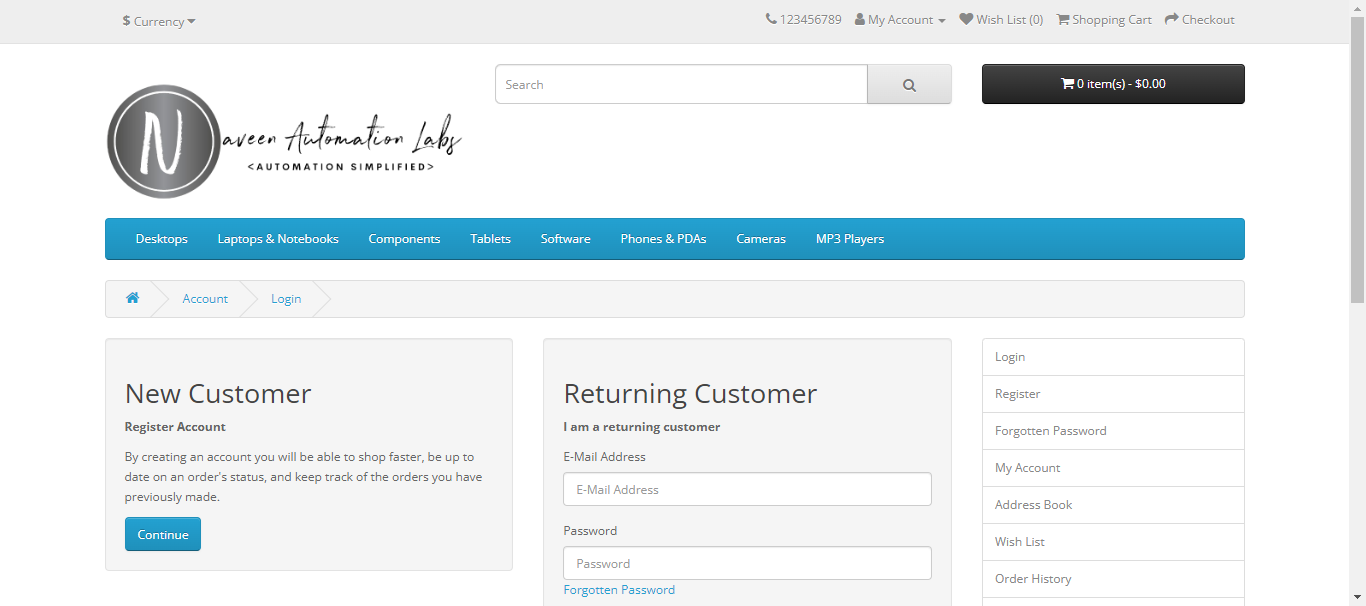 $ Currency
123456789 My Account Wish List (0) Shopping Cart Checkout
Search
0 item(s) - $0.00
N
aveen Automation Labs
<AUTOMATION SIMPLIFIED>
Desktops Laptops & Notebooks Components Tablets Software Phones & PDAs Cameras MP3 Players
Account Login
New Customer
Register Account
By creating an account you will be able to shop faster, be up to
date on an order's status, and keep track of the orders you have
previously made.
Continue
Returning Customer
I am a returning customer
E-Mail Address
E-Mail Address
Password
Password
Forgotten Password
Login
Register
Forgotten Password
My Account
Address Book
Wish List
Order History